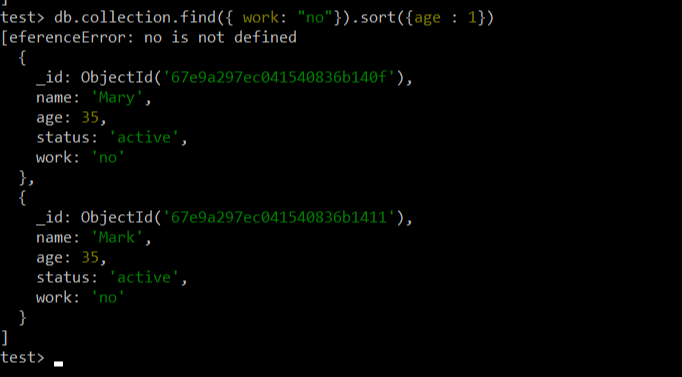 ]
test> db.collection.find({ work: "no"}).sort({age : 1})
[eferenceError: no is not defined
  {
    _id: ObjectId('67e9a297ec041540836b140f'),
    name: 'Mary',
    age: 35,
    status: 'active',
    work: 'no'
  },
  {
    _id: ObjectId('67e9a297ec041540836b1411'),
    name: 'Mark',
    age: 35,
    status: 'active',
    work: 'no'
  }
]
test>